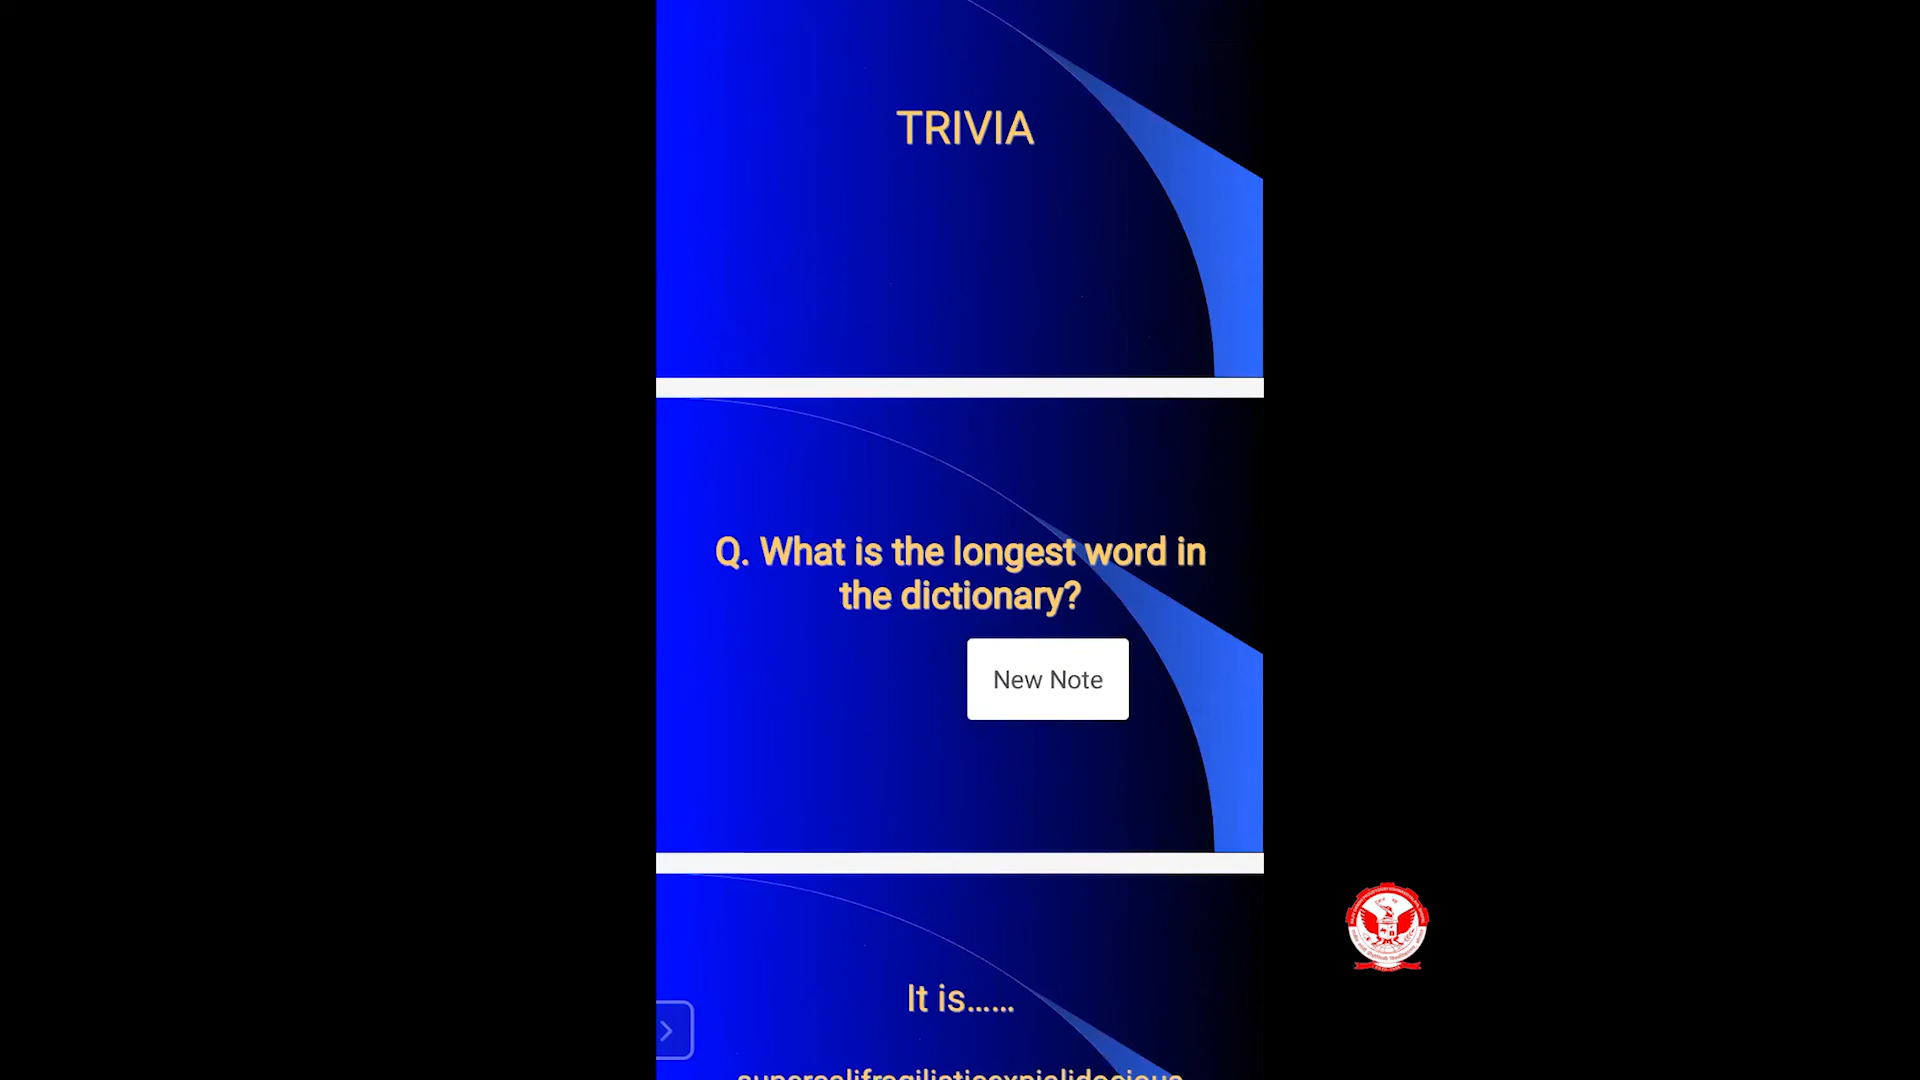 TRIVIA
Q. What is the longest word in
the dictionary?
New Note
It is......